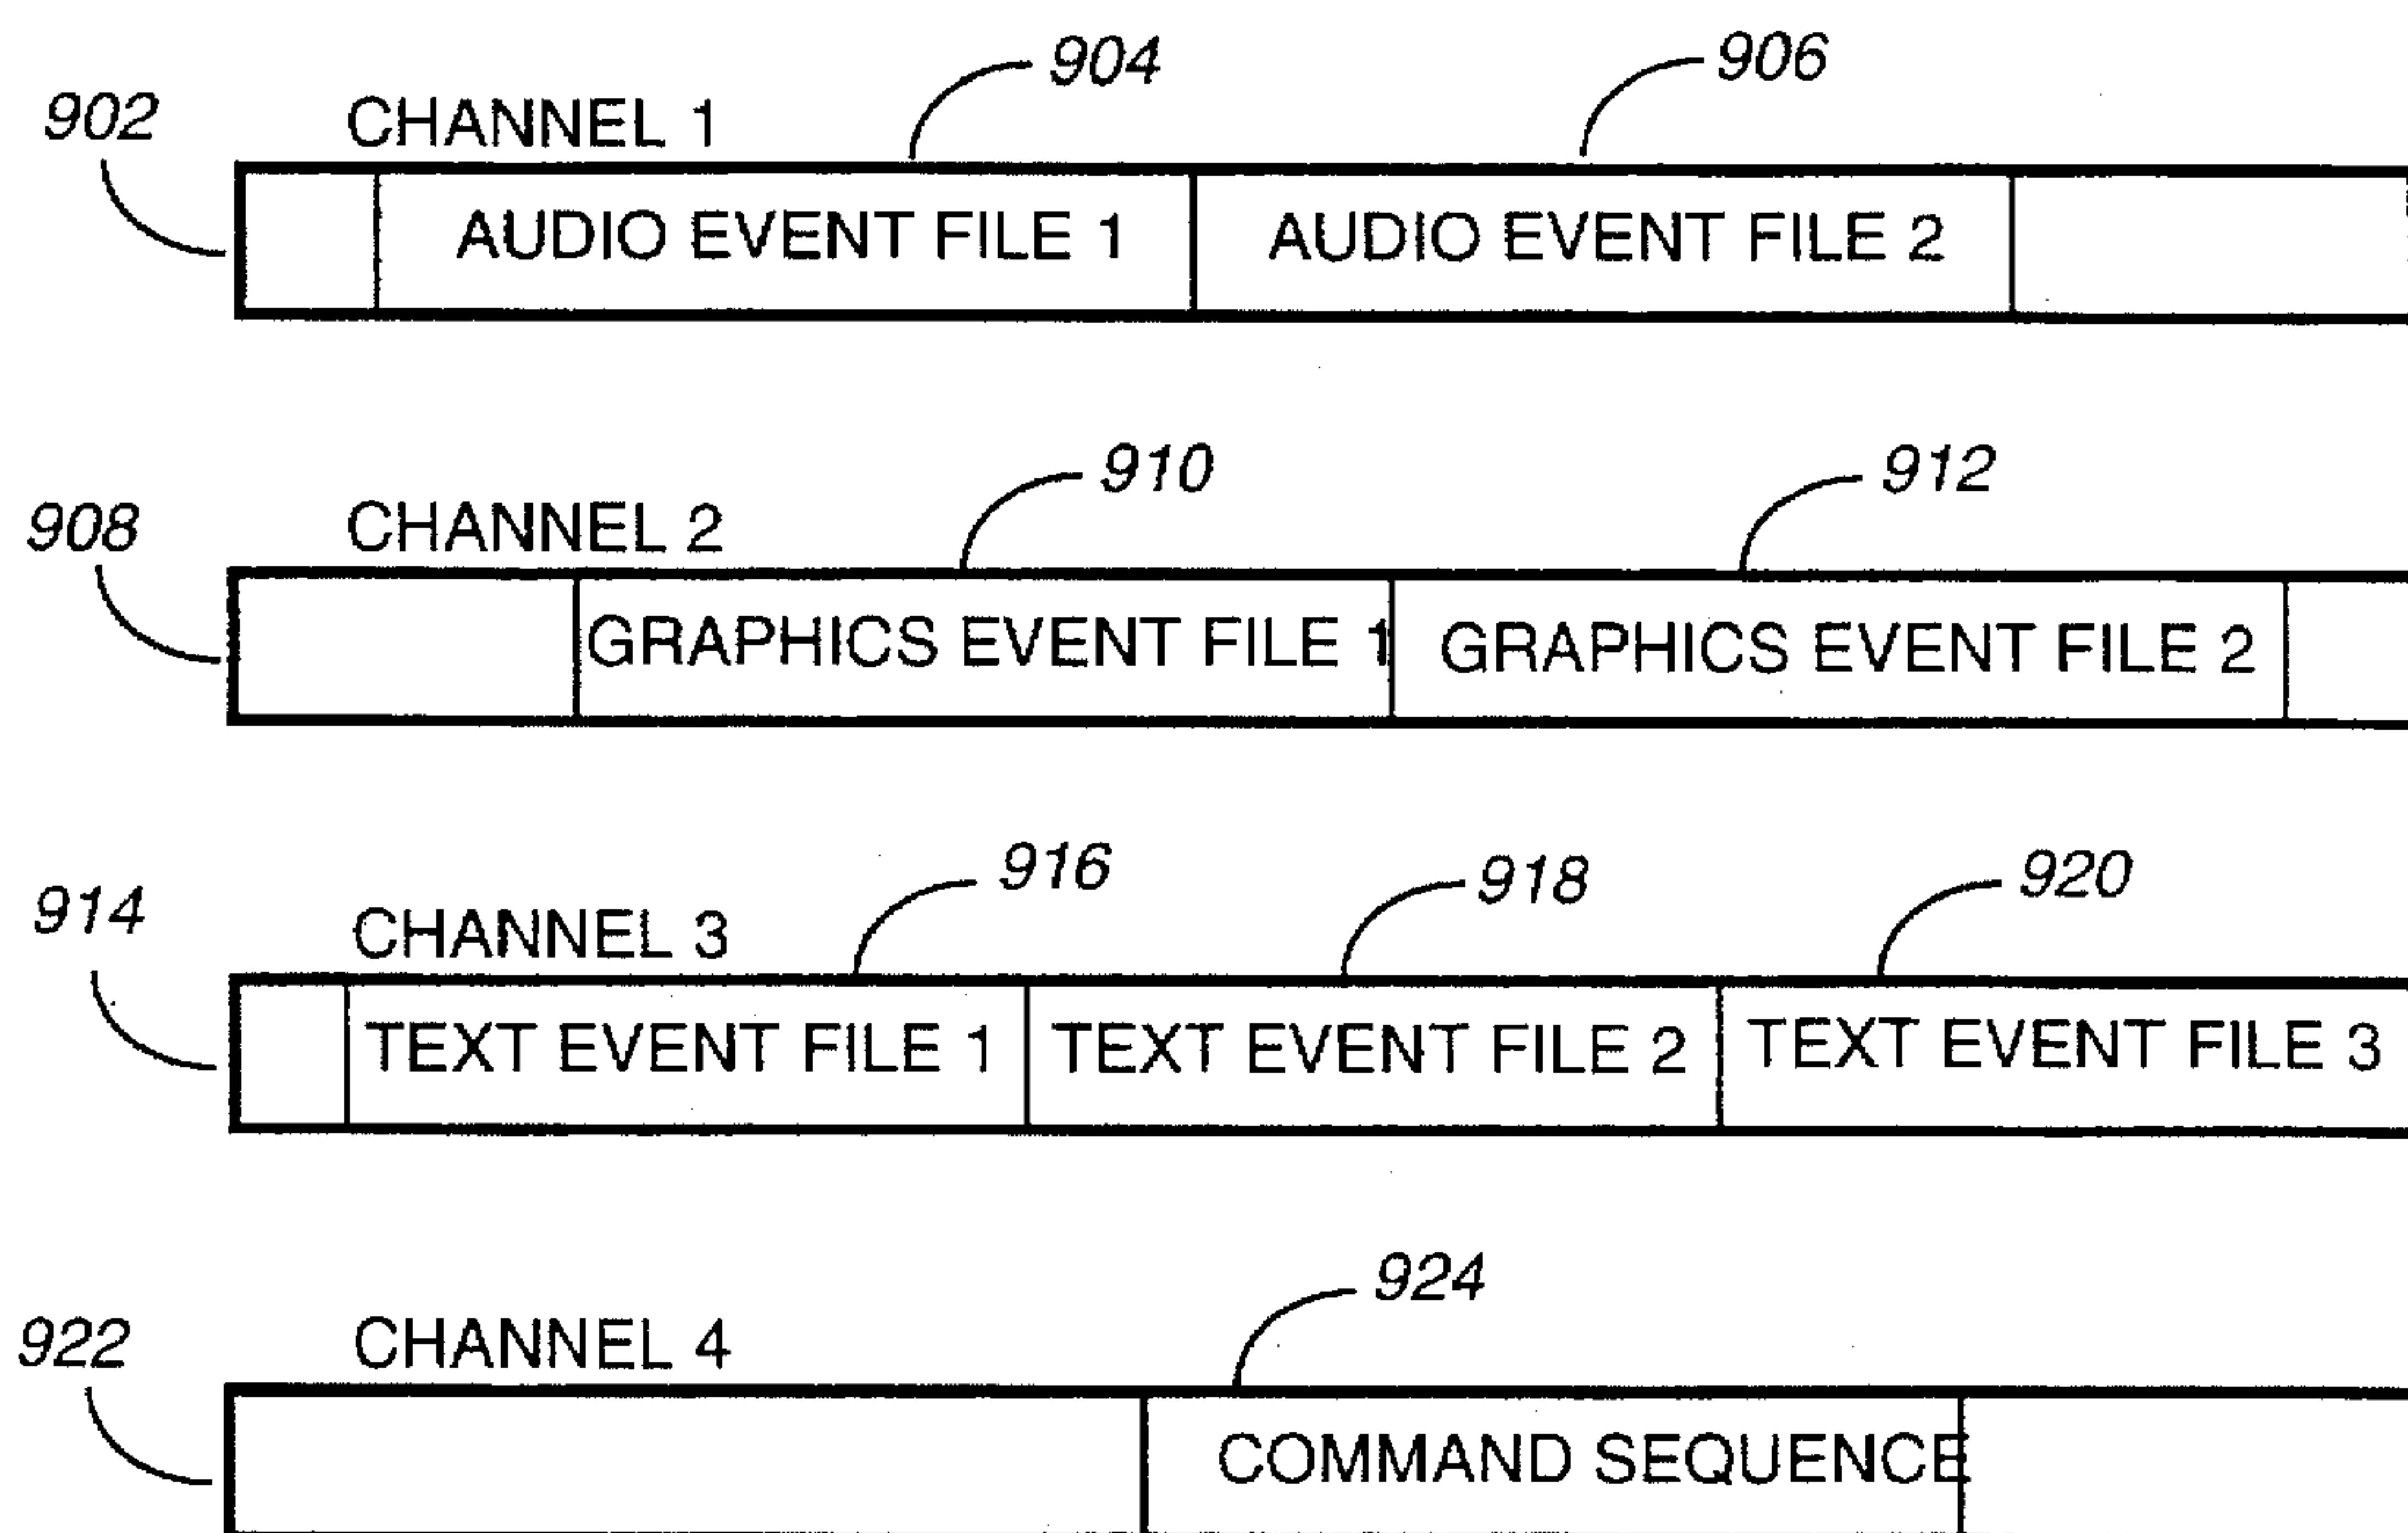 904
906
902
CHANNEL 1
AUDIO EVENT FILE 1
AUDIO EVENT FILE 2
910
912
908
CHANNEL 2
GRAPHICS EVENT FILE 1
GRAPHICS EVENT FILE 2
916
918
920
914
CHANNEL 3
TEXT EVENT FILE 1
TEXT EVENT FILE 2
TEXT EVENT FILE 3
924
922
CHANNEL 4
COMMAND SEQUENCE